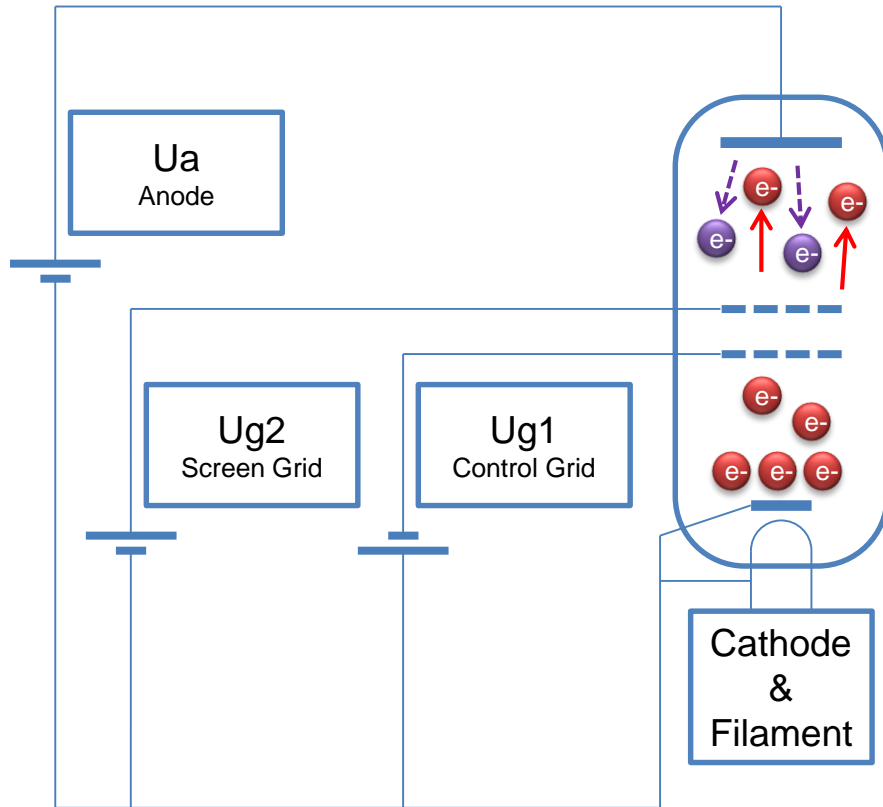 Ua
Anode
e-
e-
e-
e-
Ug2
Screen Grid
Ug1
Control Grid
e-
e-
e-
e-
e-
Cathode
&
Filament